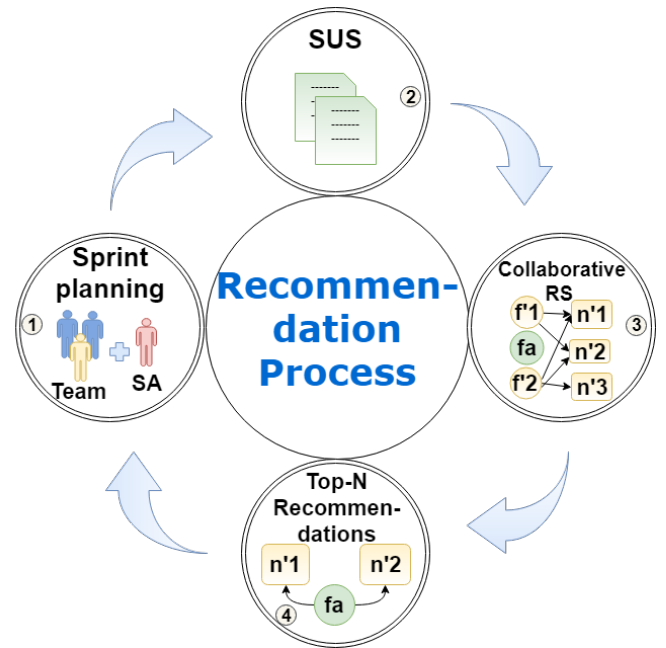 SUS
-------
-------
-------
-------
-------
2
Recommen-
dation
Process
Sprint
planning
1
Team
SA
Collaborative
RS
f'1
n'1
fa
n'2
3
f'2
n'3
Top-N
Recommen-
dations
n'1
n'2
4
fa